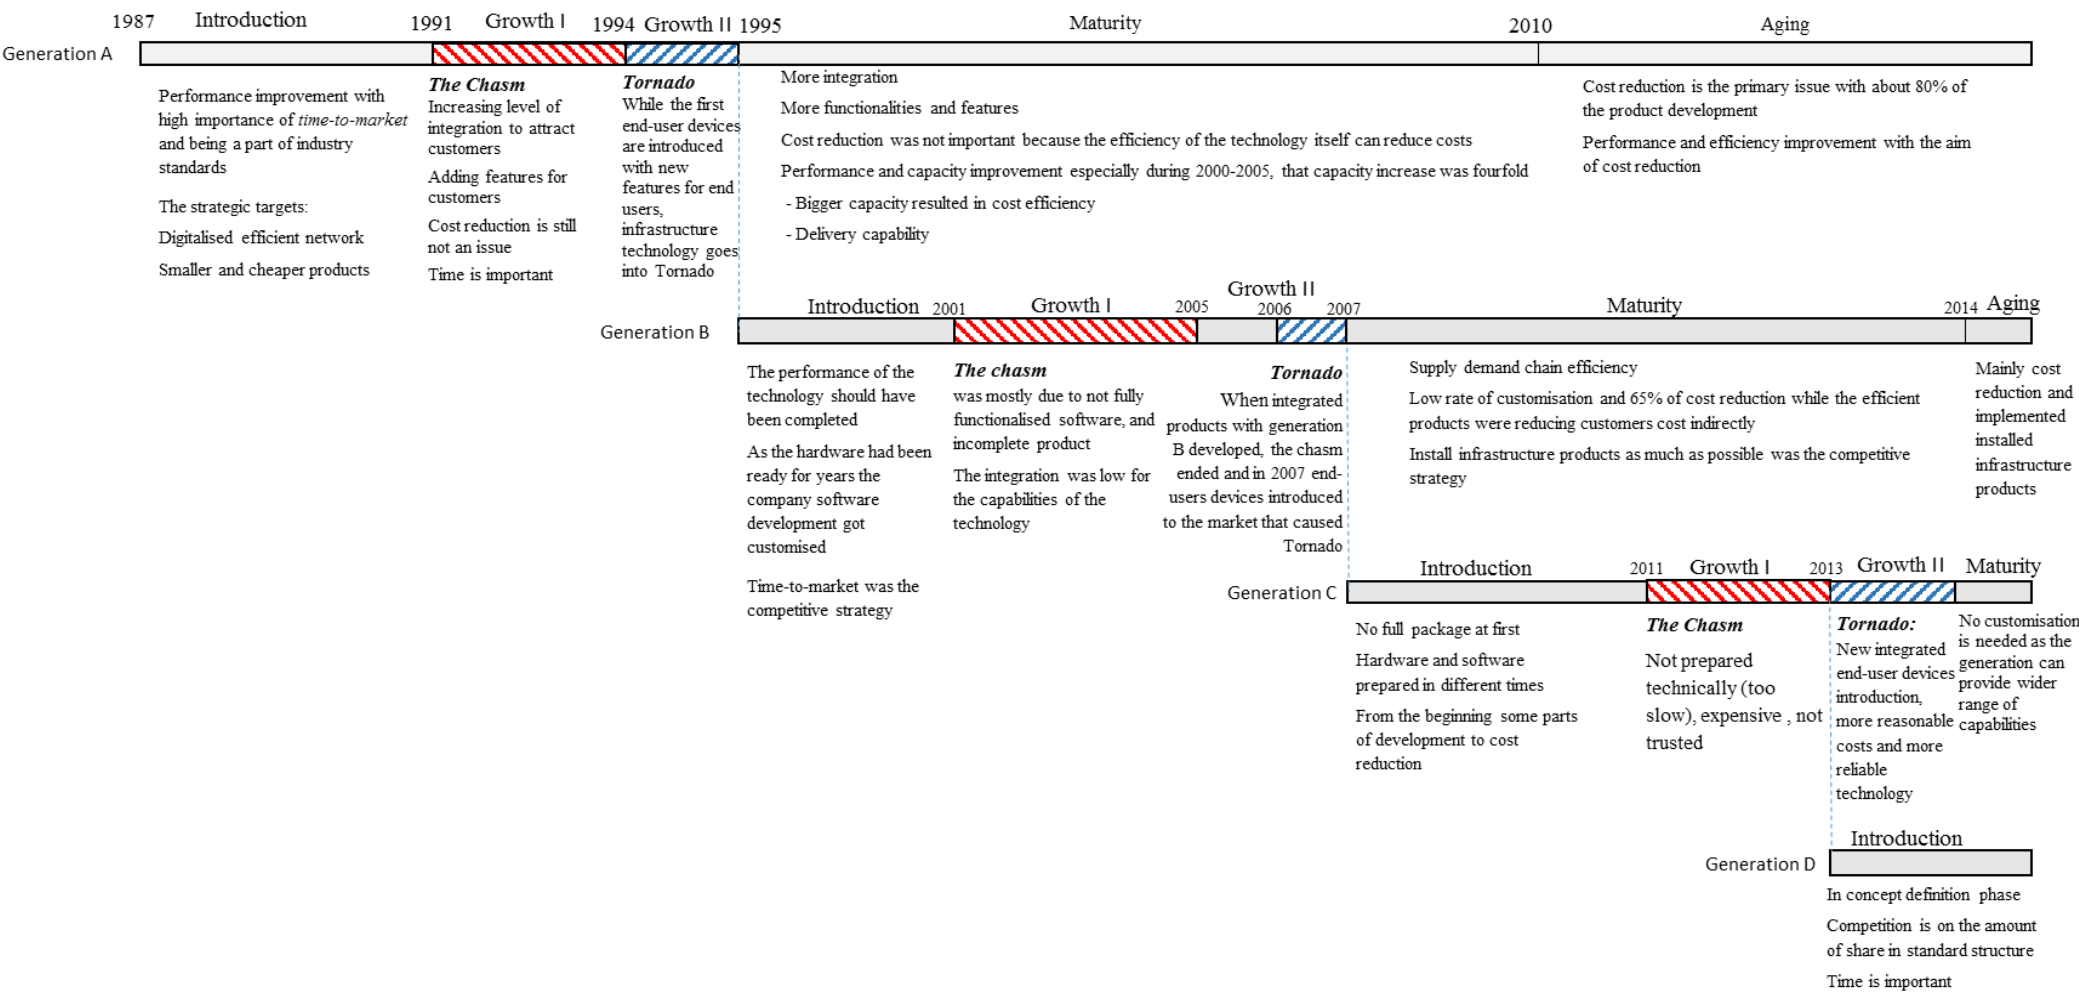 1987
Introduction
1991
Growth I
1994
Growth II
1995
Maturity
2010
Aging
Generation A
Performance improvement with
high importance of time-to-market
and being a part of industry
standards
The strategic targets:
Digitalised efficient network
Smaller and cheaper products
The Chasm
Increasing level of
integration to attract
customers
Adding features for
customers
Cost reduction is still
not an issue
Time is important
Tornado
While the first
end-user devices
are introduced
with new
features for end
users,
infrastructure
technology goes
into Tornado
More integration
More functionalities and features
Cost reduction was not important because the efficiency of the technology itself can reduce costs
Performance and capacity improvement especially during 2000-2005, that capacity increase was fourfold
- Bigger capacity resulted in cost efficiency
- Delivery capability
Cost reduction is the primary issue with about 80% of
the product development
Performance and efficiency improvement with the aim
of cost reduction
Introduction
2001
Growth I
2005
Growth II
2006
2007
Maturity
2014
Aging
Generation B
The performance of the
technology should have
been completed
As the hardware had been
ready for years the
company software
development got
customised
Time-to-market was the
competitive strategy
The chasm
was mostly due to not fully
functionalised software, and
incomplete product
The integration was low for
the capabilities of the
technology
Tornado
When integrated
products with generation
B developed, the chasm
ended and in 2007 end-
users devices introduced
to the market that caused
Tornado
Supply demand chain efficiency
Low rate of customisation and 65% of cost reduction while the efficient
products were reducing customers cost indirectly
Install infrastructure products as much as possible was the competitive
strategy
Mainly cost
reduction and
implemented
installed
infrastructure
products
Introduction
2011
Growth I
2013
Growth II
Maturity
Generation C
No full package at first
Hardware and software
prepared in different times
From the beginning some parts
of development to cost
reduction
The Chasm
Not prepared
technically (too
slow), expensive , not
trusted
Tornado:
New integrated
end-user devices
introduction,
more reasonable
costs and more
reliable
technology
No customisation
is needed as the
generation can
provide wider
range of
capabilities
Introduction
Generation D
In concept definition phase
Competition is on the amount
of share in standard structure
Time is important